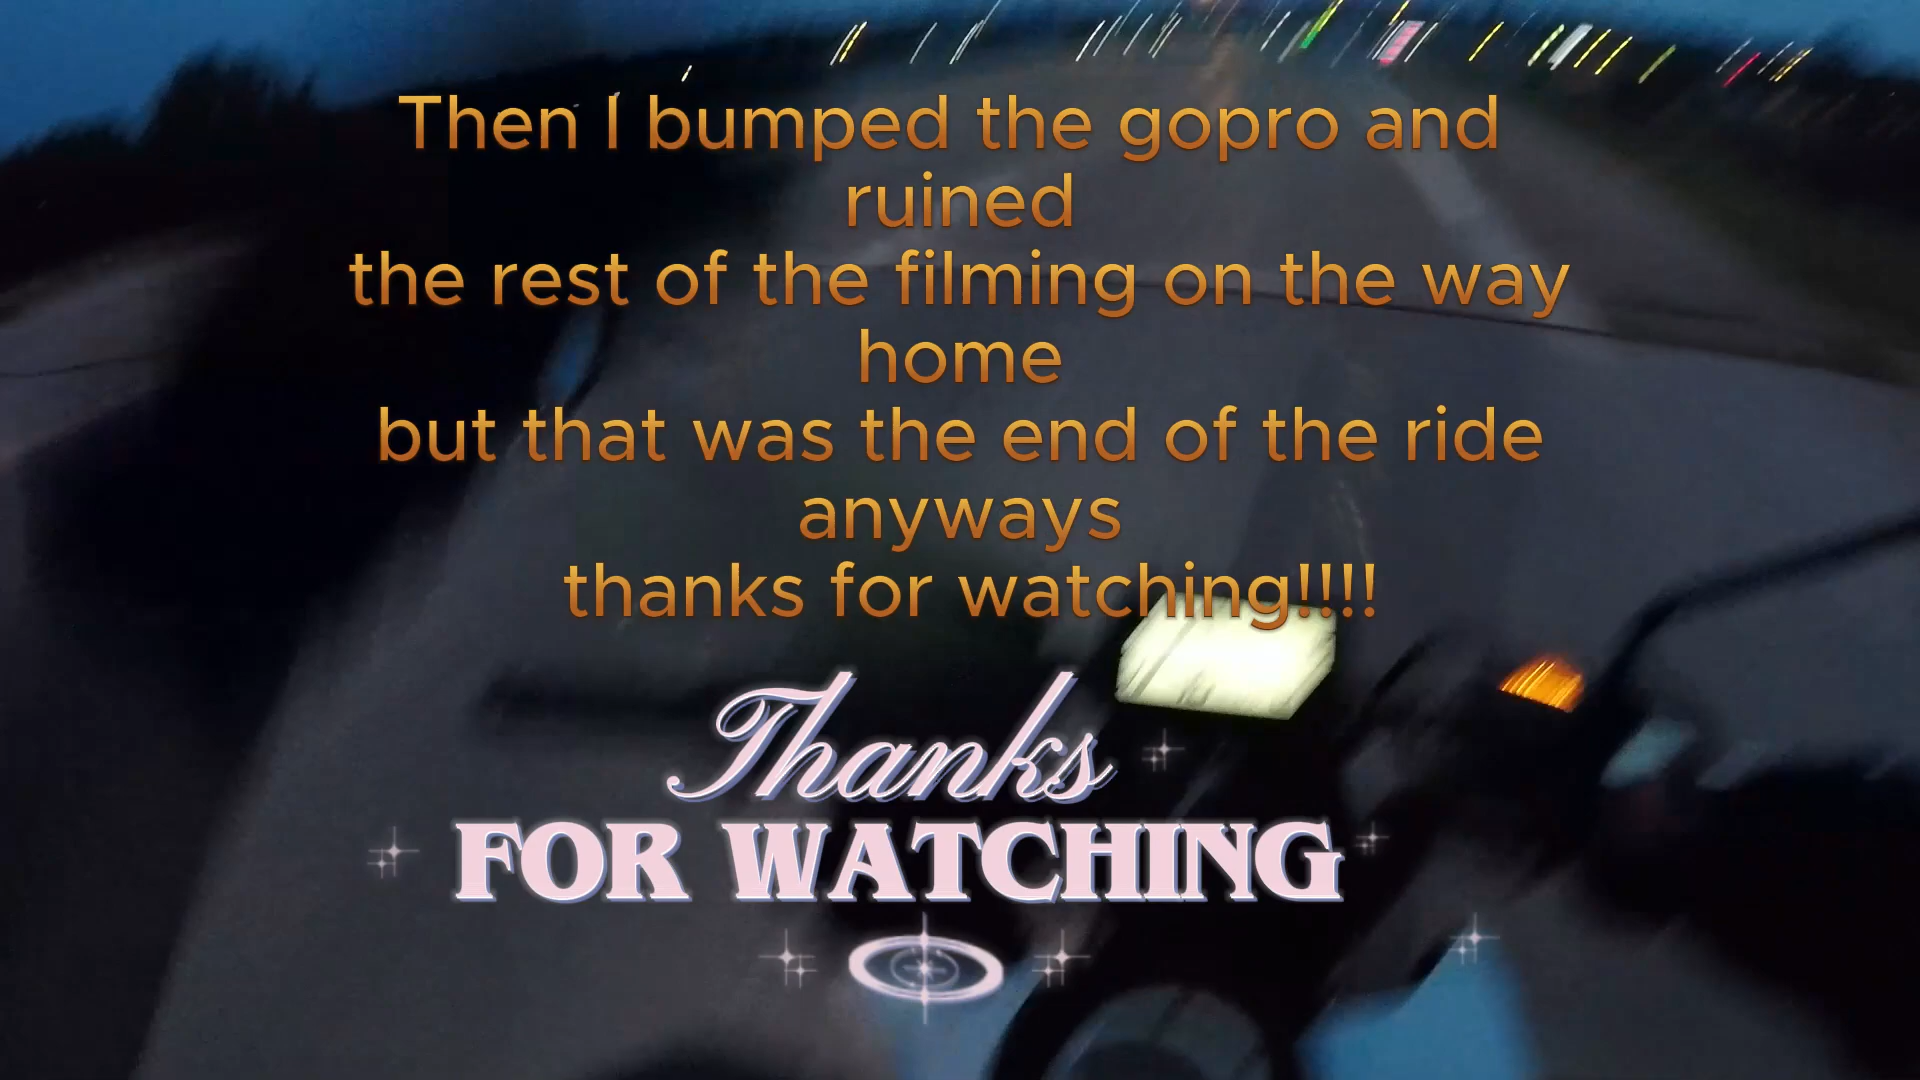 Then I bumped the gopro and
ruined
the rest of the filming on the way
home
but that was the end of the ride
anyways
thanks for watching!!!!
Thanks
FOR WATCHING